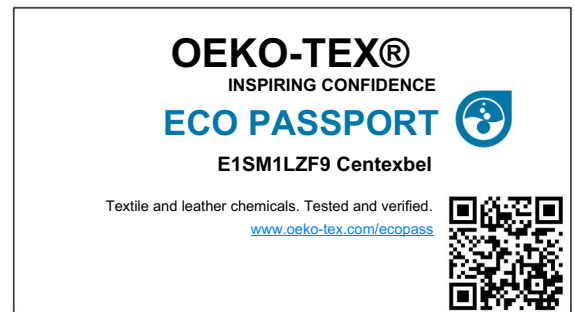 OEKO-TEX®
INSPIRING CONFIDENCE
ECO PASSPORT
E1SM1LZF9 Centexbel
Textile and leather chemicals. Tested and verified.
www.oeko-tex.com/ecopass